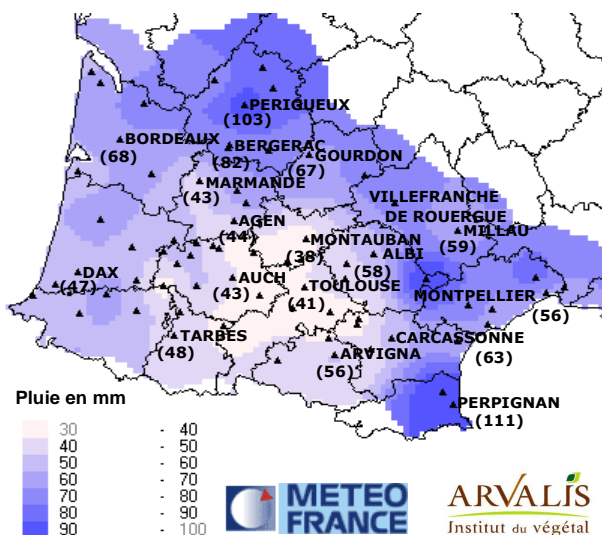 PERIGUEUX
(103)
BORDEAUX
(68)
BERGERAC
(82)
GOURDON
(67)
MARMANDE
(43)
VILLEFRANCHE
DE ROUERGUE
AGEN
(44)
MILLAU
(59)
MONTAUBAN
(38)
ALBI
(58)
DAX
(47)
AUCH
(43)
TOULOUSE
(41)
MONTPELLIER
(56)
TARBES
(48)
ARVIGNA
(56)
CARCASSONNE
(63)
PERPIGNAN
(111)
Pluie en mm
30 - 40
40 - 50
50 - 60
60 - 70
70 - 80
80 - 90
90 - 100
METEO
FRANCE
ARVALIS
Institut du végétal